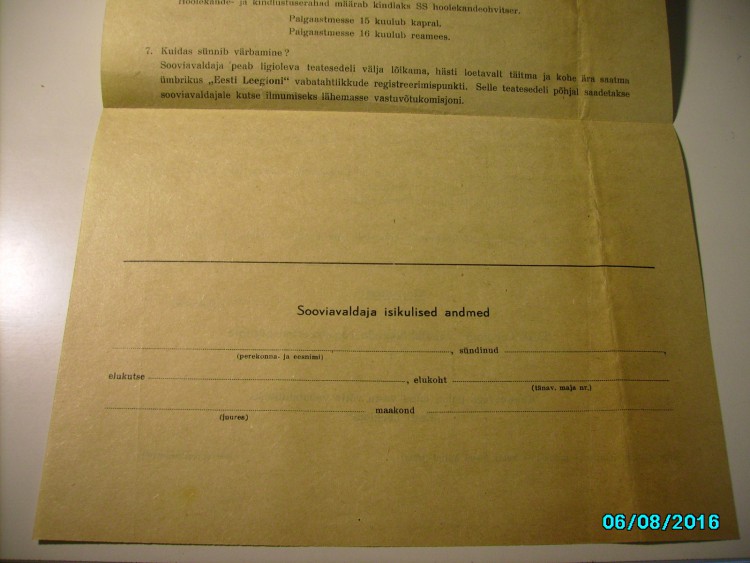 Hoolekande- ja kindlustuserahad määrab kindlaks SS hoolekandeohvitser.
Palgaastmesse 15 kuulub kapral.
Palgaastmesse 16 kuulub reamees.
7. Kuidas sünnib värbamine?
Sooviavaldaja peab ligioleva teatesedeli välja lõikama, hästi loetavalt täitma ja kohe ära saatma
ümbrikus „Eesti Leegioni“ vabatahtlikkude registreerimispunkti. Selle teatesedeli põhjal saadetakse
sooviavaldajale kutse ilmumiseks lähemasse vastuvõtukomisjoni.
Sooviavaldaja isikulised andmed
, sündinud ,
(perekonna- ja eesnimi)
elukutse , elukoht
(tänav, maja nr.)
maakond
(juures)
06/08/2016